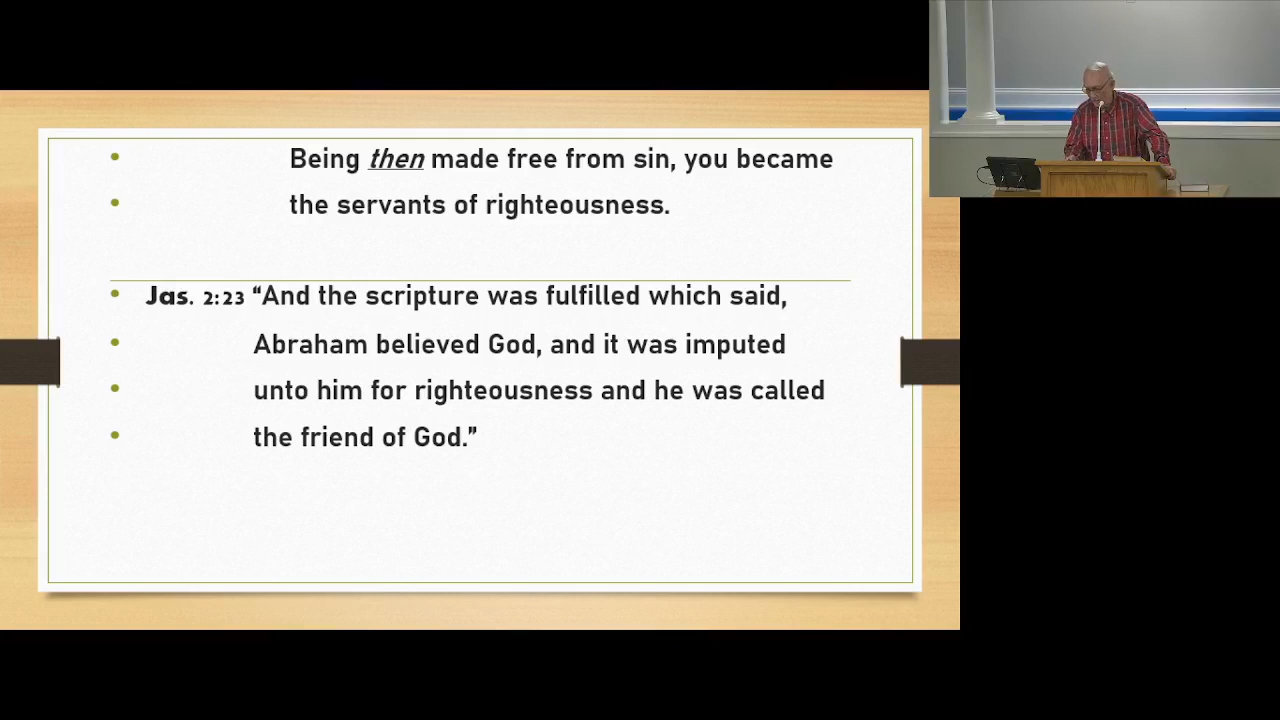 • Being then made free from sin, you became
• the servants of righteousness.
• Jas. 2:23 “And the scripture was fulfilled which said,
• Abraham believed God, and it was imputed
• unto him for righteousness and he was called
• the friend of God.”